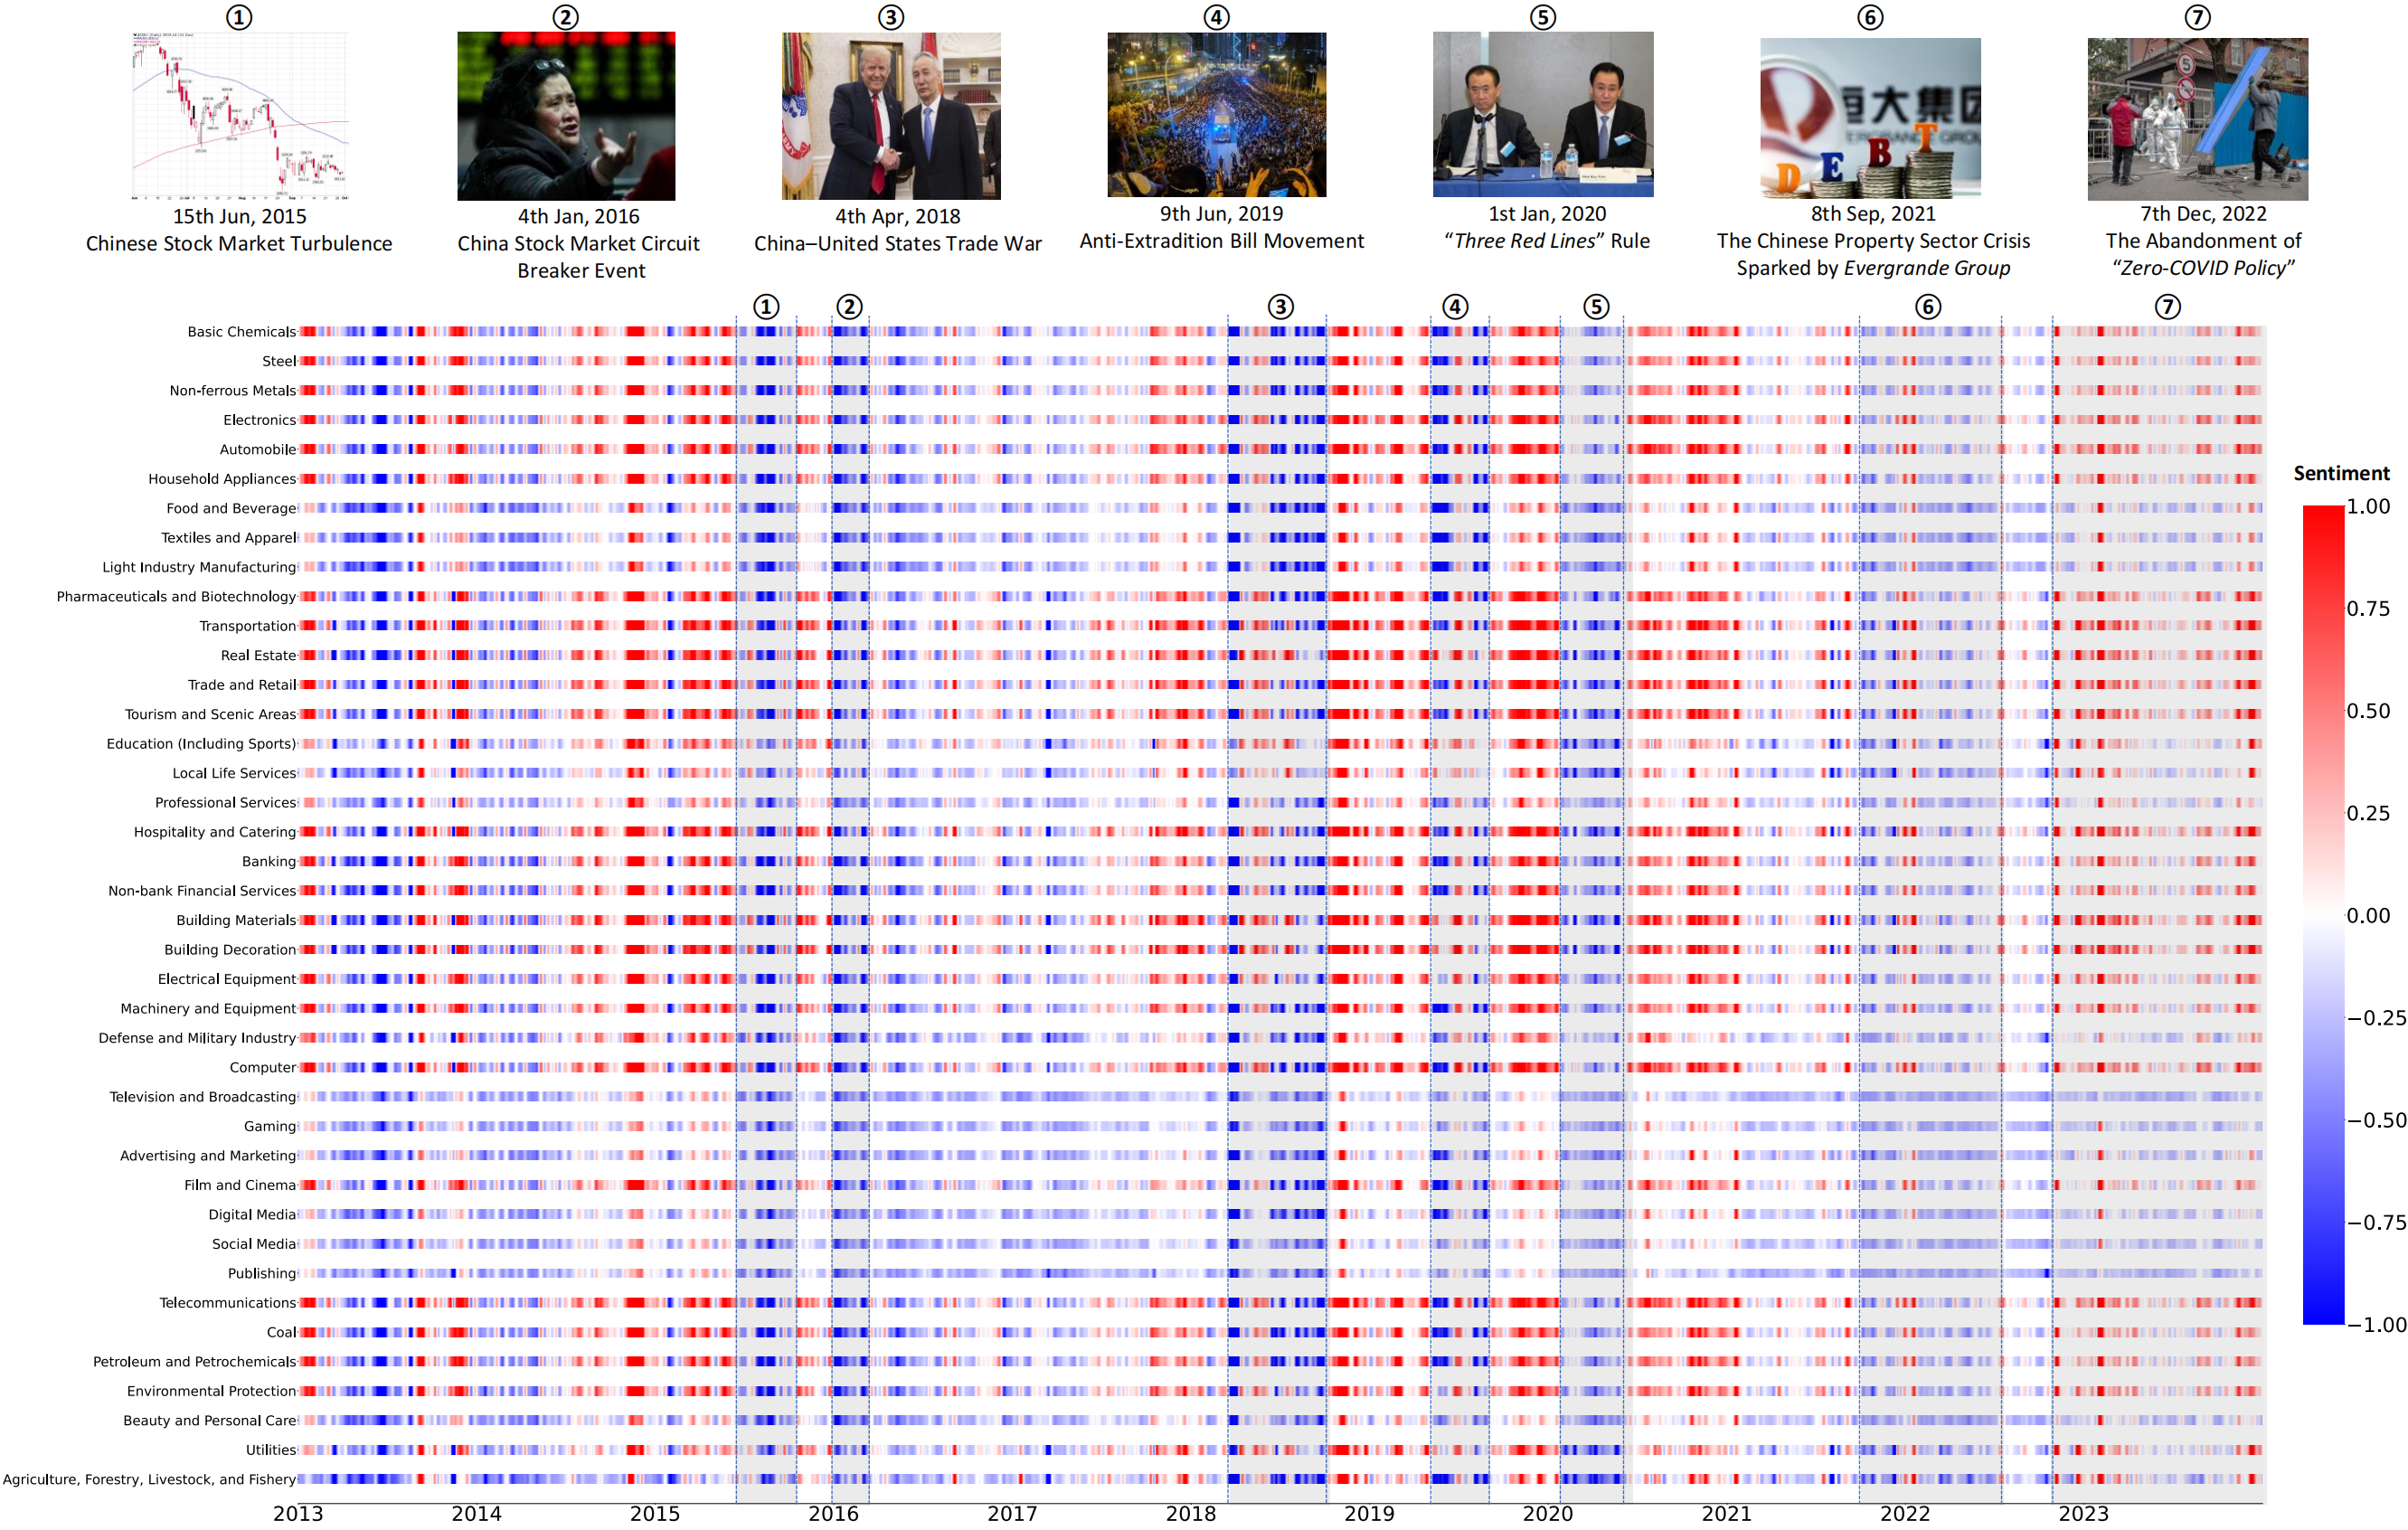 ① ② ③ ④ ⑤ ⑥ ⑦
恒大集团
DEBT
15th Jun, 2015
Chinese Stock Market Turbulence
4th Jan, 2016
China Stock Market Circuit
Breaker Event
4th Apr, 2018
China–United States Trade War
9th Jun, 2019
Anti-Extradition Bill Movement
1st Jan, 2020
“Three Red Lines” Rule
8th Sep, 2021
The Chinese Property Sector Crisis
Sparked by Evergrande Group
7th Dec, 2022
The Abandonment of
“Zero-COVID Policy”
① ② ③ ④ ⑤ ⑥ ⑦
Basic Chemicals
Steel
Non-ferrous Metals
Electronics
Automobile
Household Appliances
Food and Beverage
Textiles and Apparel
Light Industry Manufacturing
Pharmaceuticals and Biotechnology
Transportation
Real Estate
Trade and Retail
Tourism and Scenic Areas
Education (Including Sports)
Local Life Services
Professional Services
Hospitality and Catering
Banking
Non-bank Financial Services
Building Materials
Building Decoration
Electrical Equipment
Machinery and Equipment
Defense and Military Industry
Computer
Television and Broadcasting
Gaming
Advertising and Marketing
Film and Cinema
Digital Media
Social Media
Publishing
Telecommunications
Coal
Petroleum and Petrochemicals
Environmental Protection
Beauty and Personal Care
Utilities
Agriculture, Forestry, Livestock, and Fishery
2013 2014 2015 2016 2017 2018 2019 2020 2021 2022 2023
Sentiment
1.00
0.75
0.50
0.25
0.00
−0.25
−0.50
−0.75
−1.00